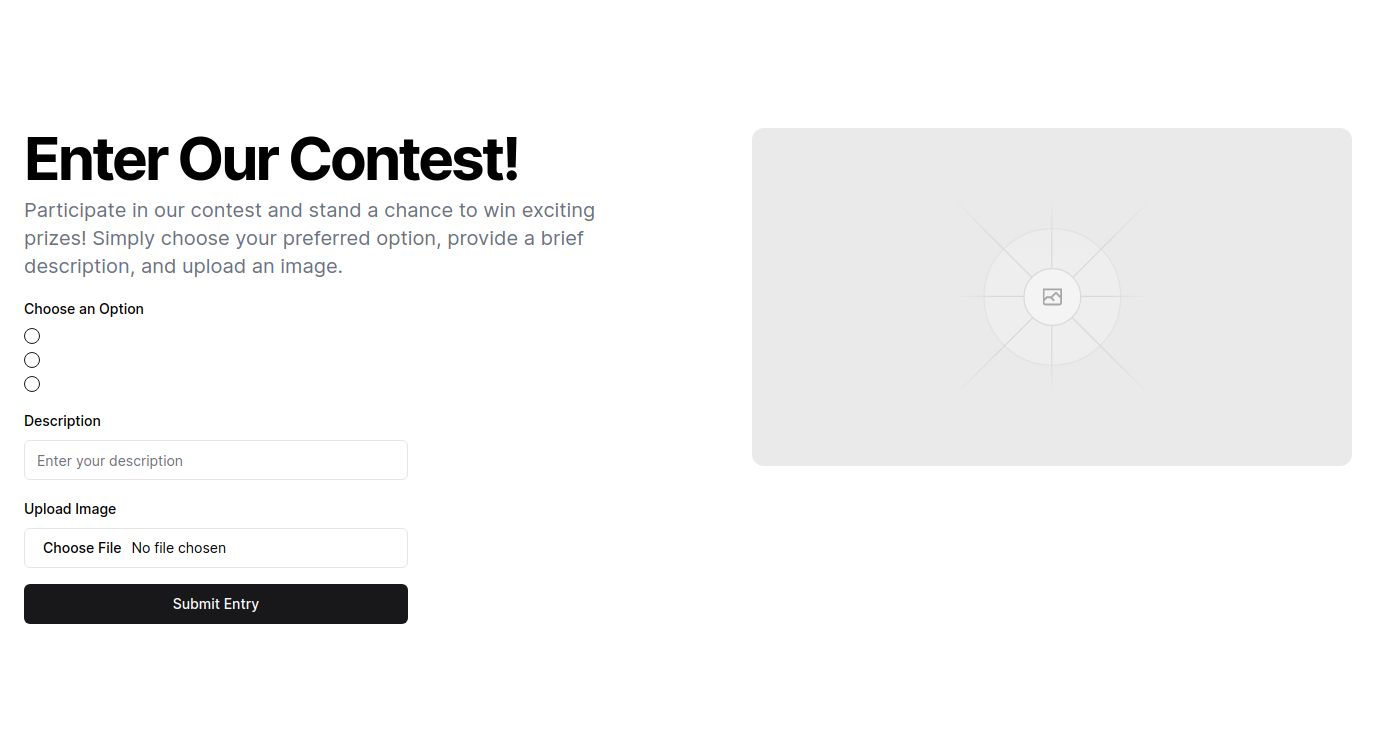 Enter Our Contest!
Participate in our contest and stand a chance to win exciting
prizes! Simply choose your preferred option, provide a brief
description, and upload an image.
Choose an Option
Description
Enter your description
Upload Image
Choose File No file chosen
Submit Entry